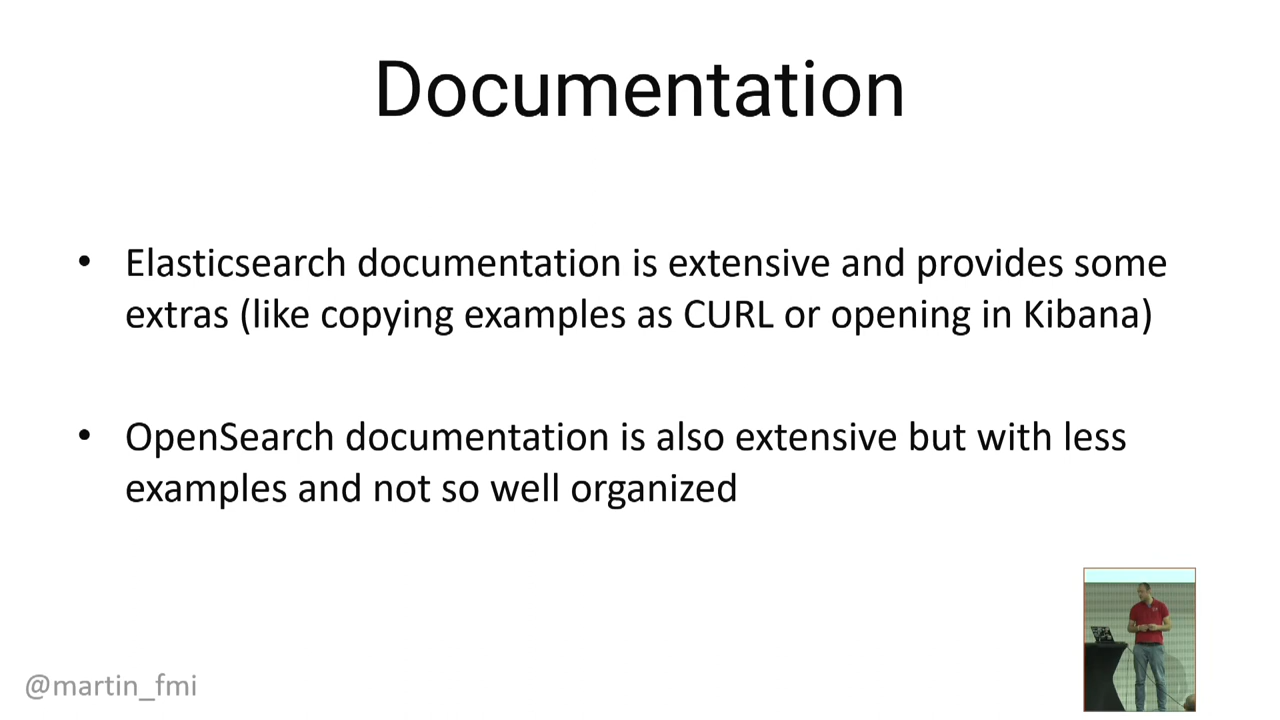 Documentation
• Elasticsearch documentation is extensive and provides some
extras (like copying examples as CURL or opening in Kibana)
• OpenSearch documentation is also extensive but with less
examples and not so well organized
@martin_fmi